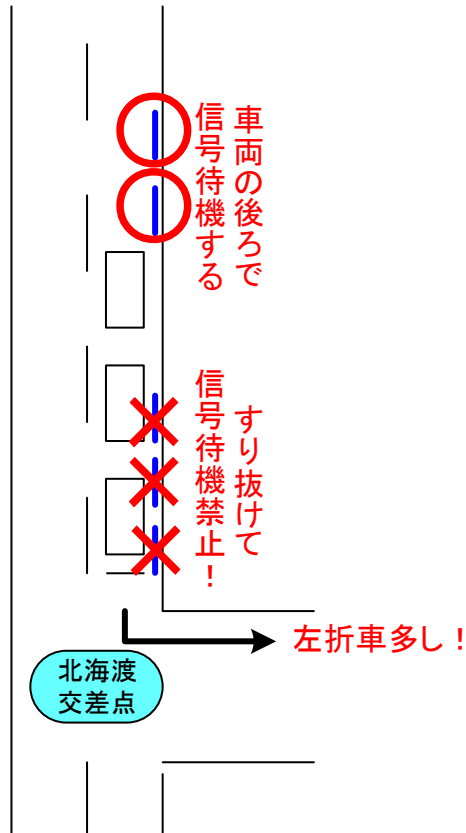 車両の後ろで
信号待機する
すり抜けて
信号待機禁止！
左折車多し！
北海渡
交差点